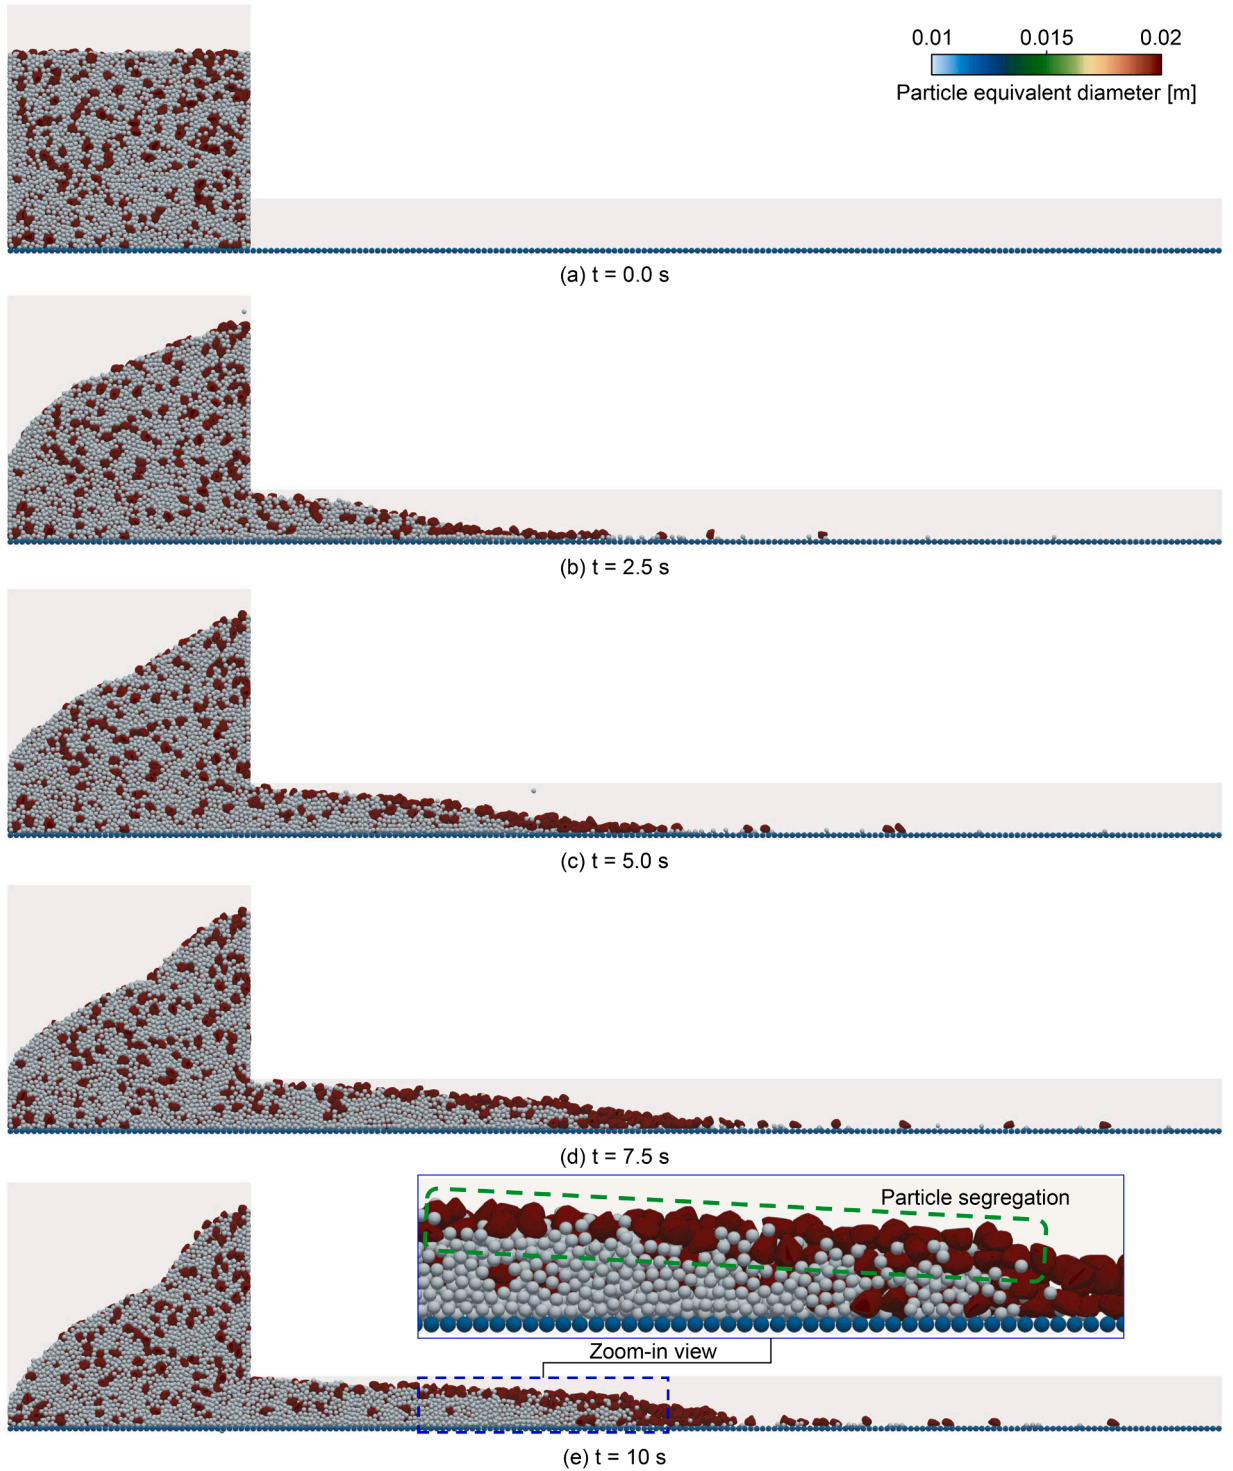 0.01 0.015 0.02
Particle equivalent diameter [m]
(a) t = 0.0 s
(b) t = 2.5 s
(c) t = 5.0 s
(d) t = 7.5 s
Particle segregation
Zoom-in view
(e) t = 10 s